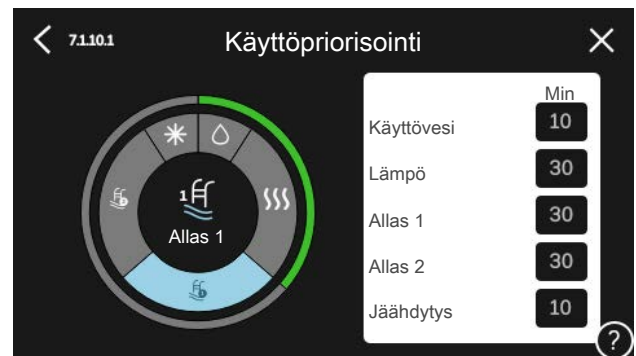 7.1.10.1
Käyttöpriorisointi
Min
Käyttövesi 10
Lämpö 30
Allas 1 30
Allas 2 30
Jäähdytys 10
1
Allas 1
?